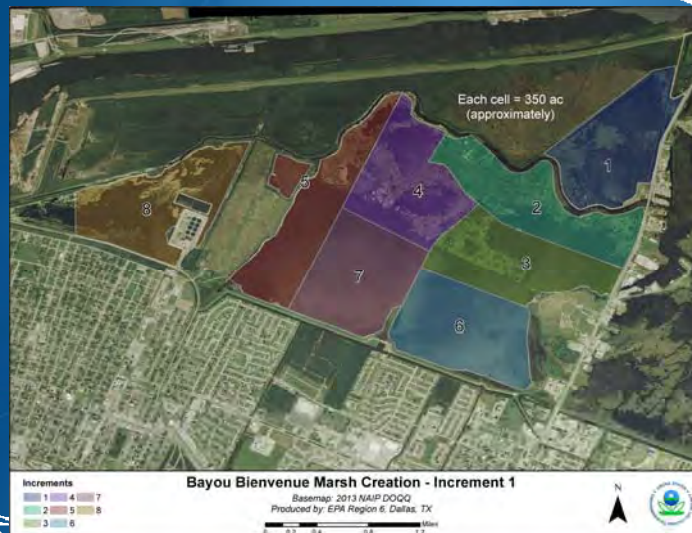 Each cell = 350 ac
(approximately)
1
2
3
4
5
6
7
8
Increments
1 4 7
2 5 8
3 6
Bayou Bienvenue Marsh Creation - Increment 1
Basemap: 2013 NAIP DOQQ
Produced by: EPA Region 6, Dallas, TX
Miles
N